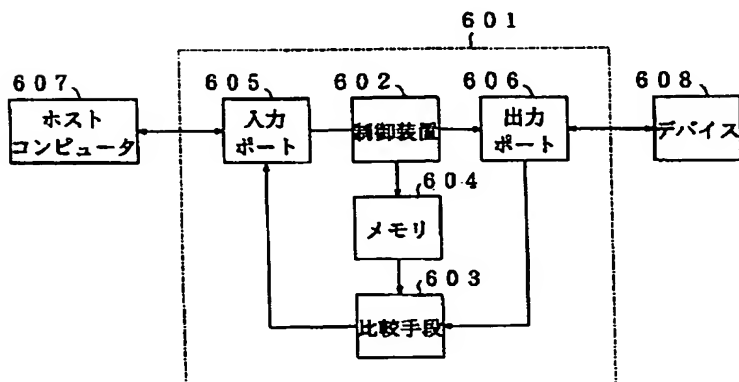 601
607
605
602
606
608
ホスト
コンピュータ
入力
ポート
制御装置
出力
ポート
デバイス
604
メモリ
603
比較手段